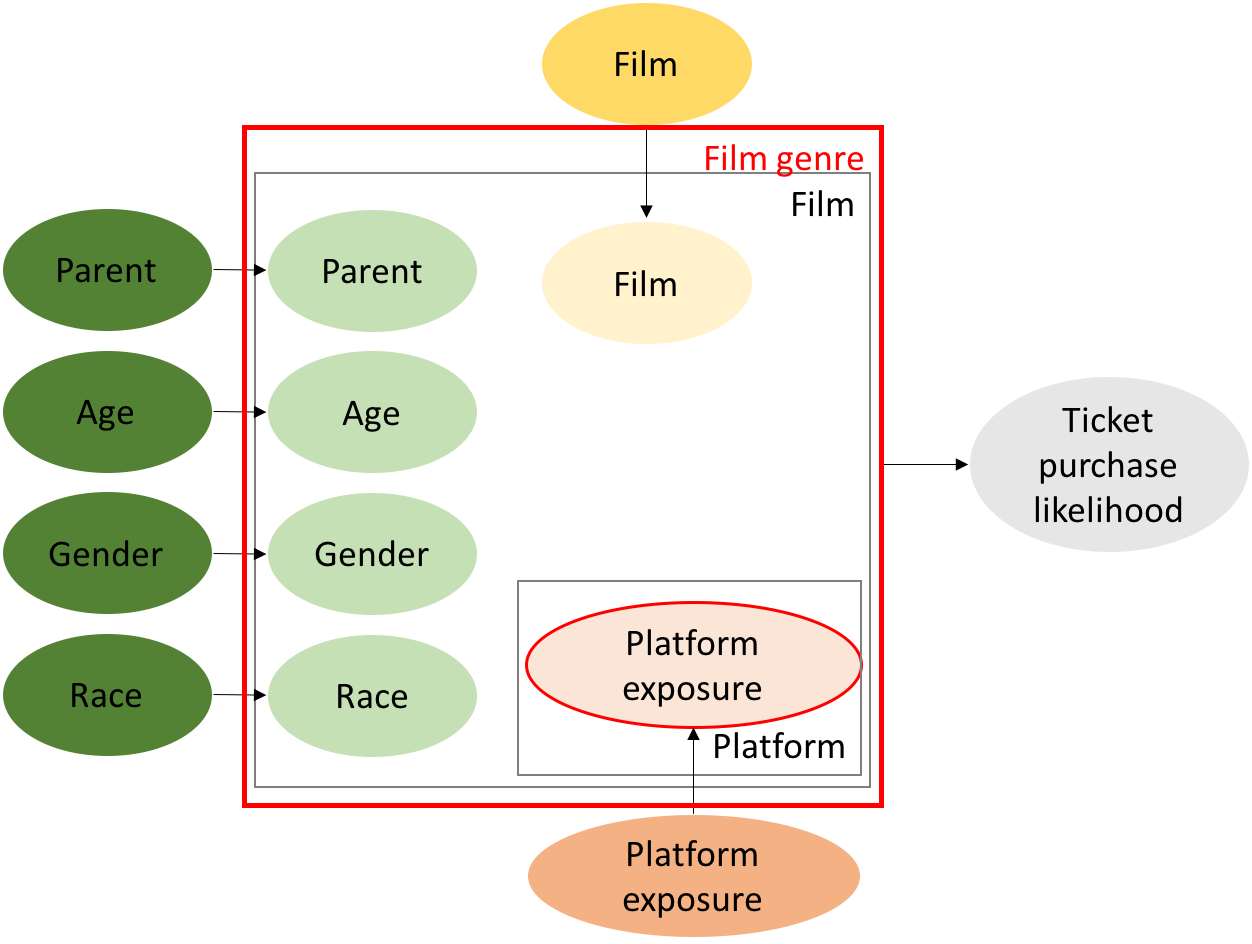 Film
Film genre
Film
Parent
Parent
Film
Age
Age
Gender
Gender
Race
Race
Platform
exposure
Platform
Ticket
purchase
likelihood
Platform
exposure